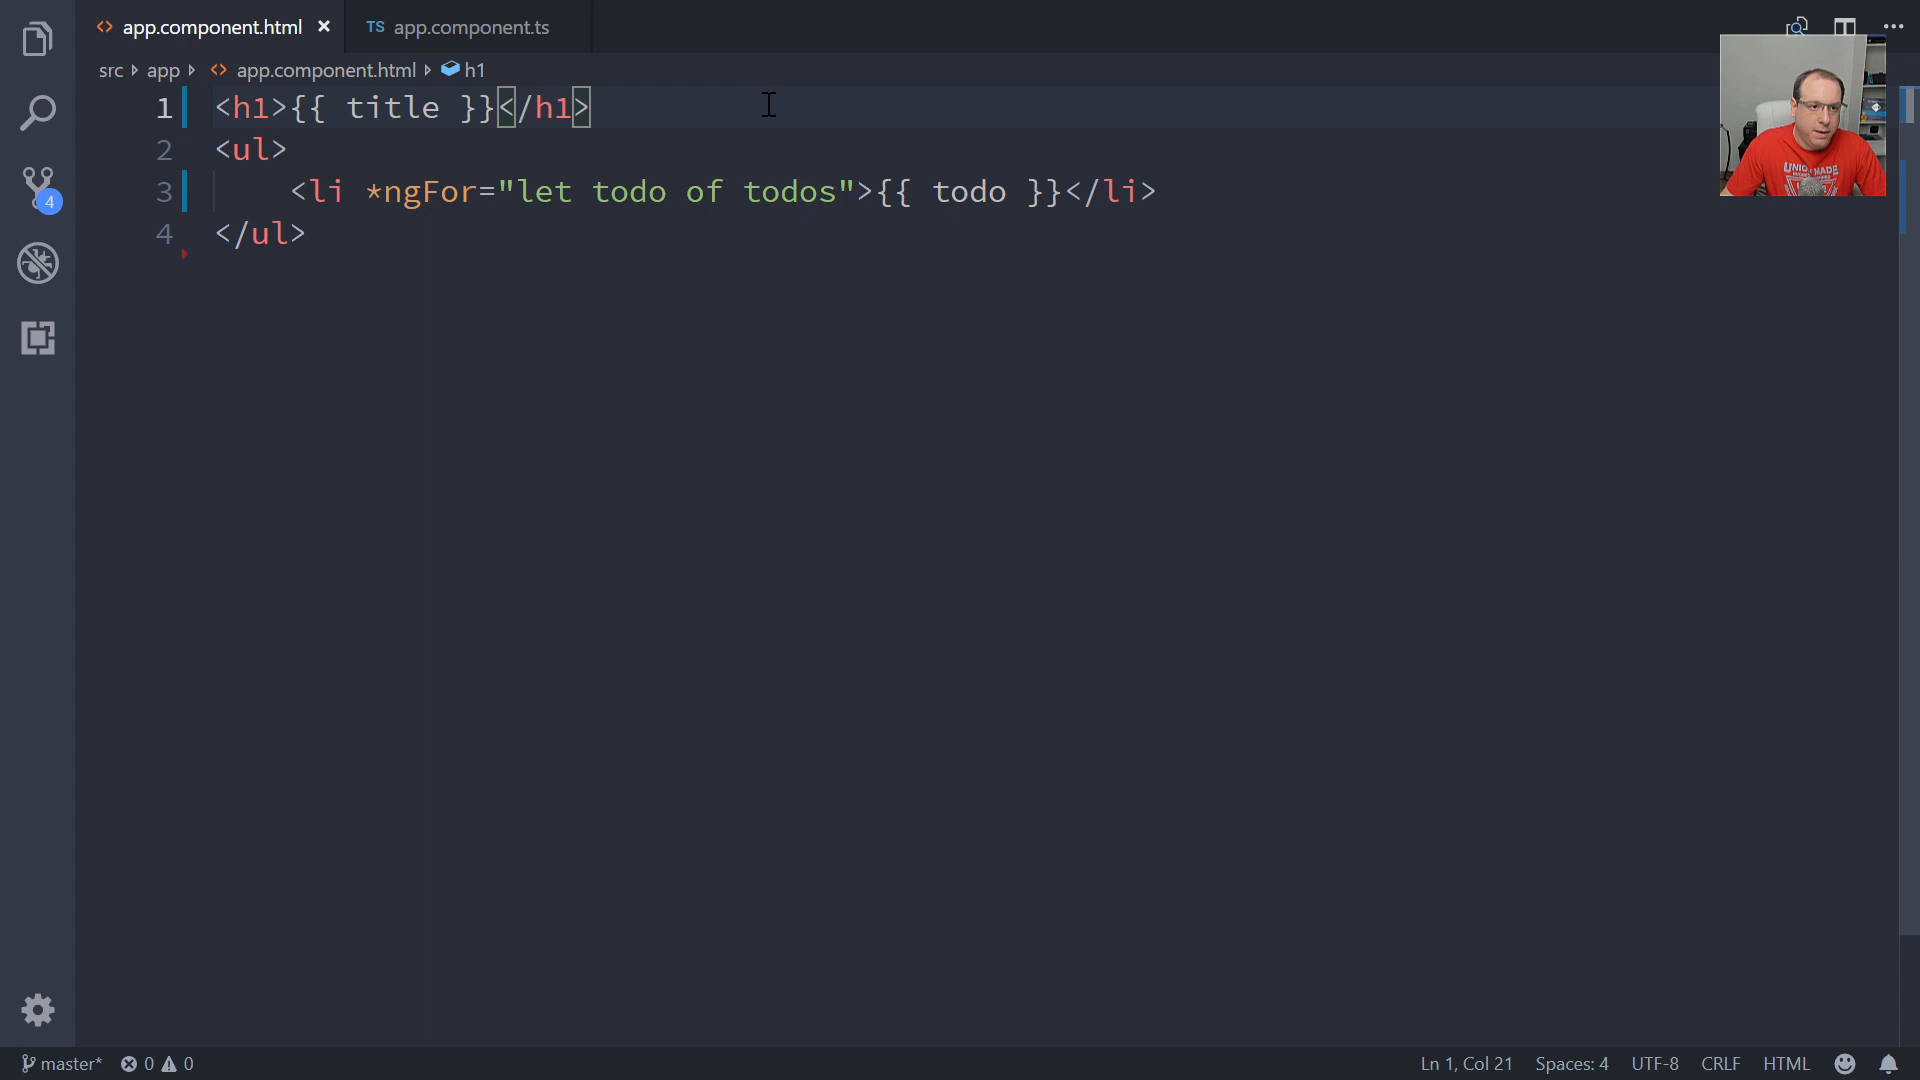 app.component.html
TS app.component.ts
src app app.component.html h1
1 <h1>{{ title }}</h1>
2 <ul>
3 <li *ngFor="let todo of todos">{{ todo }}</li>
4 </ul>
4
master* 0 0 Ln 1, Col 21 Spaces: 4 UTF-8 CRLF HTML